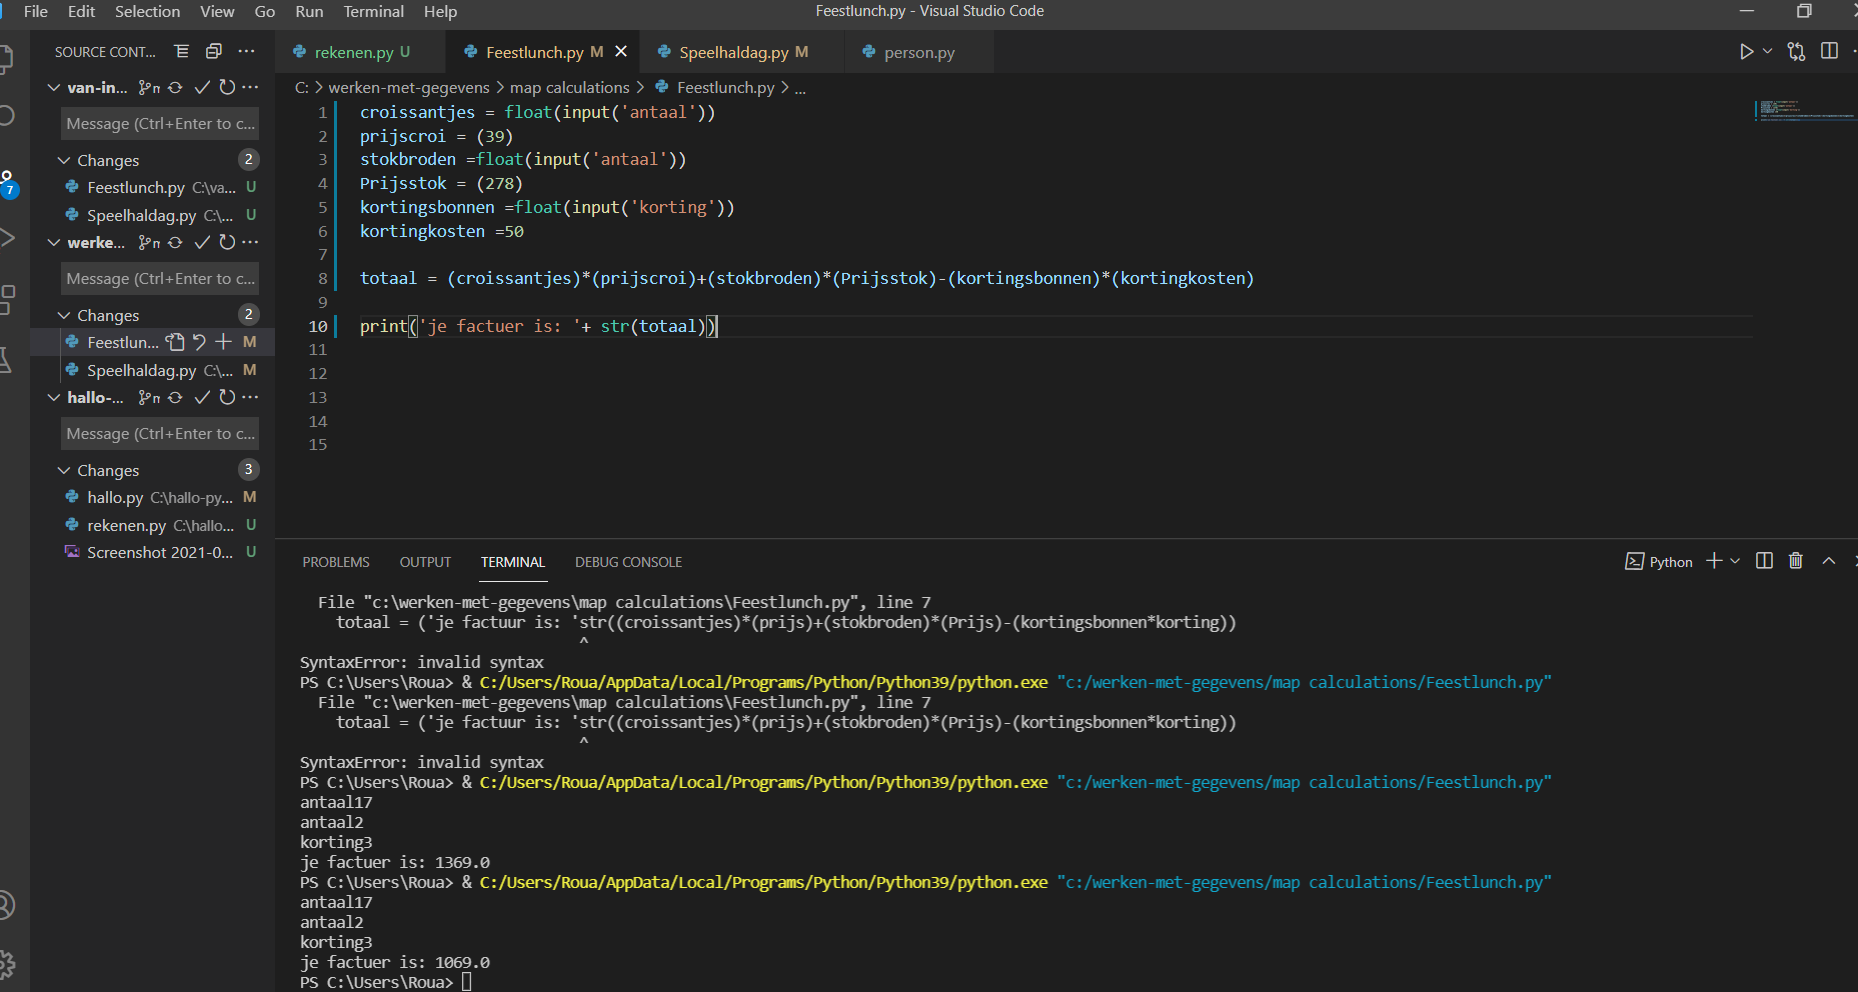 File Edit Selection View Go Run Terminal Help
Feestlunch.py - Visual Studio Code
SOURCE CONT...
van-in...
Message (Ctrl+Enter to c...
Changes 2
Feestlunch.py C:\va... U
Speelhaldag.py C:\... U
werke...
Message (Ctrl+Enter to c...
Changes 2
Feestlun... M
Speelhaldag.py C:\... M
hallo-...
Message (Ctrl+Enter to c...
Changes 3
hallo.py C:\hallo-py... M
rekenen.py C:\hallo... U
Screenshot 2021-0... U
7
rekenen.py U
Feestlunch.py M
Speelhaldag.py M
person.py
C: > werken-met-gegevens > map calculations > Feestlunch.py > ...
1 croissantjes = float(input('antaal'))
2 prijscroi = (39)
3 stokbroden =float(input('antaal'))
4 Prijsstok = (278)
5 kortingsbonnen =float(input('korting'))
6 kortingkosten =50
7
8 totaal = (croissantjes)*(prijscroi)+(stokbroden)*(Prijsstok)-(kortingsbonnen)*(kortingkosten)
9
10 print('je factuer is: '+ str(totaal))
11
12
13
14
15
PROBLEMS OUTPUT TERMINAL DEBUG CONSOLE
Python
File "c:\werken-met-gegevens\map calculations\Feestlunch.py", line 7
totaal = ('je factuur is: 'str((croissantjes)*(prijs)+(stokbroden)*(Prijs)-(kortingsbonnen*korting))
^
SyntaxError: invalid syntax
PS C:\Users\Roua> & C:/Users/Roua/AppData/Local/Programs/Python/Python39/python.exe "c:/werken-met-gegevens/map calculations/Feestlunch.py"
File "c:\werken-met-gegevens\map calculations\Feestlunch.py", line 7
totaal = ('je factuur is: 'str((croissantjes)*(prijs)+(stokbroden)*(Prijs)-(kortingsbonnen*korting))
^
SyntaxError: invalid syntax
PS C:\Users\Roua> & C:/Users/Roua/AppData/Local/Programs/Python/Python39/python.exe "c:/werken-met-gegevens/map calculations/Feestlunch.py"
antaal17
antaal2
korting3
je factuer is: 1369.0
PS C:\Users\Roua> & C:/Users/Roua/AppData/Local/Programs/Python/Python39/python.exe "c:/werken-met-gegevens/map calculations/Feestlunch.py"
antaal17
antaal2
korting3
je factuer is: 1069.0
PS C:\Users\Roua>